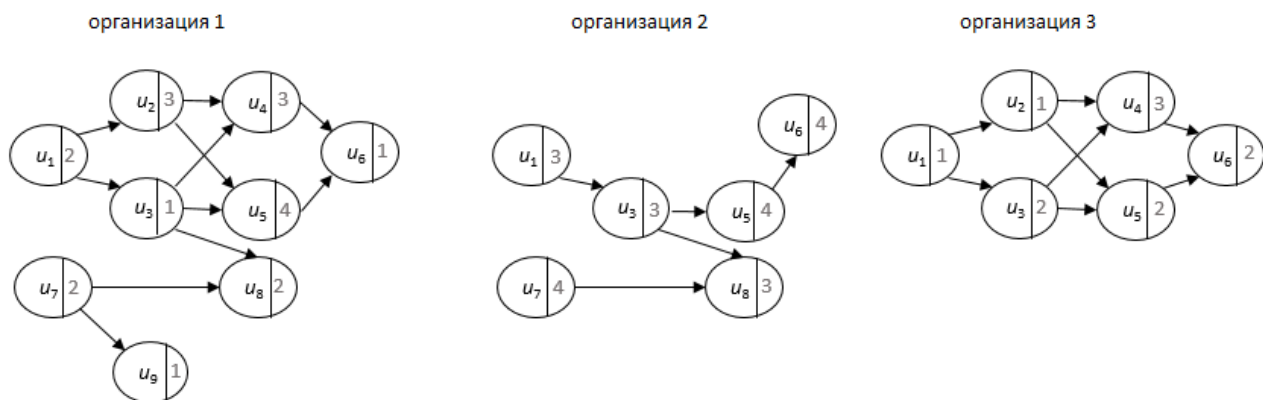 организация 1
организация 2
организация 3
u2 3
u4 3
u1 2
u6 1
u3 1
u5 4
u7 2
u8 2
u9 1
u6 4
u1 3
u3 3
u5 4
u7 4
u8 3
u2 1
u4 3
u1 1
u6 2
u3 2
u5 2